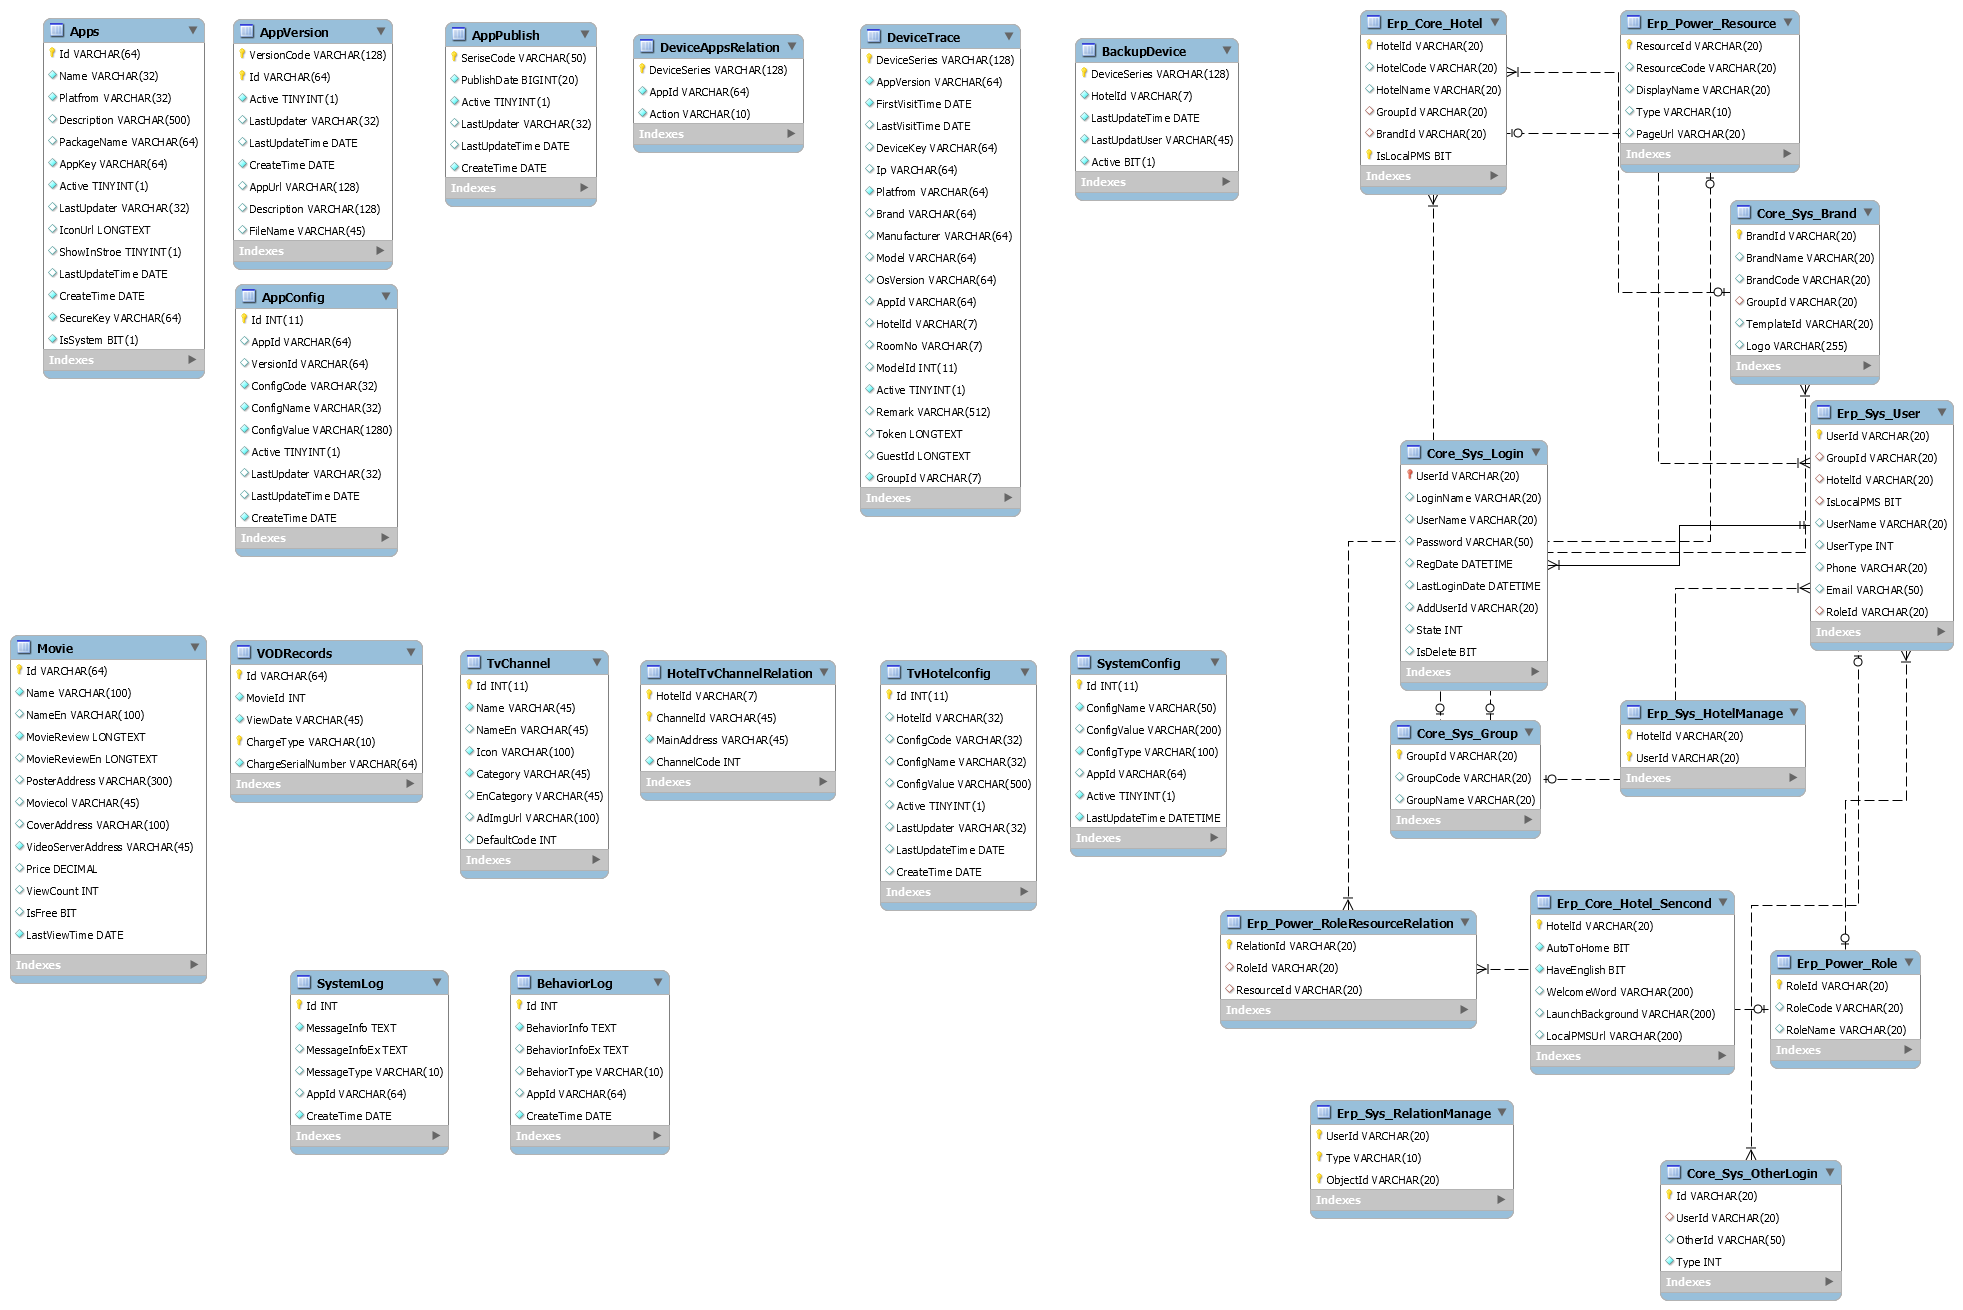 Apps
Id VARCHAR(64)
Name VARCHAR(32)
Platfrom VARCHAR(32)
Description VARCHAR(500)
PackageName VARCHAR(64)
AppKey VARCHAR(64)
Active TINYINT(1)
LastUpdater VARCHAR(32)
IconUrl LONGTEXT
ShowInStroe TINYINT(1)
LastUpdateTime DATE
CreateTime DATE
SecureKey VARCHAR(64)
IsSystem BIT(1)
Indexes
AppVersion
VersionCode VARCHAR(128)
Id VARCHAR(64)
Active TINYINT(1)
LastUpdater VARCHAR(32)
LastUpdateTime DATE
CreateTime DATE
AppUrl VARCHAR(128)
Description VARCHAR(128)
FileName VARCHAR(45)
Indexes
AppConfig
Id INT(11)
AppId VARCHAR(64)
VersionId VARCHAR(64)
ConfigCode VARCHAR(32)
ConfigName VARCHAR(32)
ConfigValue VARCHAR(1280)
Active TINYINT(1)
LastUpdater VARCHAR(32)
LastUpdateTime DATE
CreateTime DATE
Indexes
AppPublish
SeriseCode VARCHAR(50)
PublishDate BIGINT(20)
Active TINYINT(1)
LastUpdater VARCHAR(32)
LastUpdateTime DATE
CreateTime DATE
Indexes
DeviceAppsRelation
DeviceSeries VARCHAR(128)
AppId VARCHAR(64)
Action VARCHAR(10)
Indexes
DeviceTrace
DeviceSeries VARCHAR(128)
AppVersion VARCHAR(64)
FirstVisitTime DATE
LastVisitTime DATE
DeviceKey VARCHAR(64)
Ip VARCHAR(64)
Platfrom VARCHAR(64)
Brand VARCHAR(64)
Manufacturer VARCHAR(64)
Model VARCHAR(64)
OsVersion VARCHAR(64)
AppId VARCHAR(64)
HotelId VARCHAR(7)
RoomNo VARCHAR(7)
ModelId INT(11)
Active TINYINT(1)
Remark VARCHAR(512)
Token LONGTEXT
GuestId LONGTEXT
GroupId VARCHAR(7)
Indexes
BackupDevice
DeviceSeries VARCHAR(128)
HotelId VARCHAR(7)
LastUpdateTime DATE
LastUpdatUser VARCHAR(45)
Active BIT(1)
Indexes
Erp_Core_Hotel
HotelId VARCHAR(20)
HotelCode VARCHAR(20)
HotelName VARCHAR(20)
GroupId VARCHAR(20)
BrandId VARCHAR(20)
IsLocalPMS BIT
Indexes
Erp_Power_Resource
ResourceId VARCHAR(20)
ResourceCode VARCHAR(20)
DisplayName VARCHAR(20)
Type VARCHAR(10)
PageUrl VARCHAR(20)
Indexes
Core_Sys_Brand
BrandId VARCHAR(20)
BrandName VARCHAR(20)
BrandCode VARCHAR(20)
GroupId VARCHAR(20)
TemplateId VARCHAR(20)
Logo VARCHAR(255)
Indexes
Erp_Sys_User
UserId VARCHAR(20)
GroupId VARCHAR(20)
HotelId VARCHAR(20)
IsLocalPMS BIT
UserName VARCHAR(20)
UserType INT
Phone VARCHAR(20)
Email VARCHAR(50)
RoleId VARCHAR(20)
Indexes
Core_Sys_Login
UserId VARCHAR(20)
LoginName VARCHAR(20)
UserName VARCHAR(20)
Password VARCHAR(50)
RegDate DATETIME
LastLoginDate DATETIME
AddUserId VARCHAR(20)
State INT
IsDelete BIT
Indexes
Movie
Id VARCHAR(64)
Name VARCHAR(100)
NameEn VARCHAR(100)
MovieReview LONGTEXT
MovieReviewEn LONGTEXT
PosterAddress VARCHAR(300)
Moviecol VARCHAR(45)
CoverAddress VARCHAR(100)
VideoServerAddress VARCHAR(45)
Price DECIMAL
ViewCount INT
IsFree BIT
LastViewTime DATE
Indexes
VODRecords
Id VARCHAR(64)
MovieId INT
ViewDate VARCHAR(45)
ChargeType VARCHAR(10)
ChargeSerialNumber VARCHAR(64)
Indexes
TvChannel
Id INT(11)
Name VARCHAR(45)
NameEn VARCHAR(45)
Icon VARCHAR(100)
Category VARCHAR(45)
EnCategory VARCHAR(45)
AdImgUrl VARCHAR(100)
DefaultCode INT
Indexes
HotelTvChannelRelation
HotelId VARCHAR(7)
ChannelId VARCHAR(45)
MainAddress VARCHAR(45)
ChannelCode INT
Indexes
TvHotelconfig
Id INT(11)
HotelId VARCHAR(32)
ConfigCode VARCHAR(32)
ConfigName VARCHAR(32)
ConfigValue VARCHAR(500)
Active TINYINT(1)
LastUpdater VARCHAR(32)
LastUpdateTime DATE
CreateTime DATE
Indexes
SystemConfig
Id INT(11)
ConfigName VARCHAR(50)
ConfigValue VARCHAR(200)
ConfigType VARCHAR(100)
AppId VARCHAR(64)
Active TINYINT(1)
LastUpdateTime DATETIME
Indexes
Core_Sys_Group
GroupId VARCHAR(20)
GroupCode VARCHAR(20)
GroupName VARCHAR(20)
Indexes
Erp_Sys_HotelManage
HotelId VARCHAR(20)
UserId VARCHAR(20)
Indexes
Erp_Power_RoleResourceRelation
RelationId VARCHAR(20)
RoleId VARCHAR(20)
ResourceId VARCHAR(20)
Indexes
Erp_Core_Hotel_Sencond
HotelId VARCHAR(20)
AutoToHome BIT
HaveEnglish BIT
WelcomeWord VARCHAR(200)
LaunchBackground VARCHAR(200)
LocalPMSUrl VARCHAR(200)
Indexes
Erp_Power_Role
RoleId VARCHAR(20)
RoleCode VARCHAR(20)
RoleName VARCHAR(20)
Indexes
SystemLog
Id INT
MessageInfo TEXT
MessageInfoEx TEXT
MessageType VARCHAR(10)
AppId VARCHAR(64)
CreateTime DATE
Indexes
BehaviorLog
Id INT
BehaviorInfo TEXT
BehaviorInfoEx TEXT
BehaviorType VARCHAR(10)
AppId VARCHAR(64)
CreateTime DATE
Indexes
Erp_Sys_RelationManage
UserId VARCHAR(20)
Type VARCHAR(10)
ObjectId VARCHAR(20)
Indexes
Core_Sys_OtherLogin
Id VARCHAR(20)
UserId VARCHAR(20)
OtherId VARCHAR(50)
Type INT
Indexes